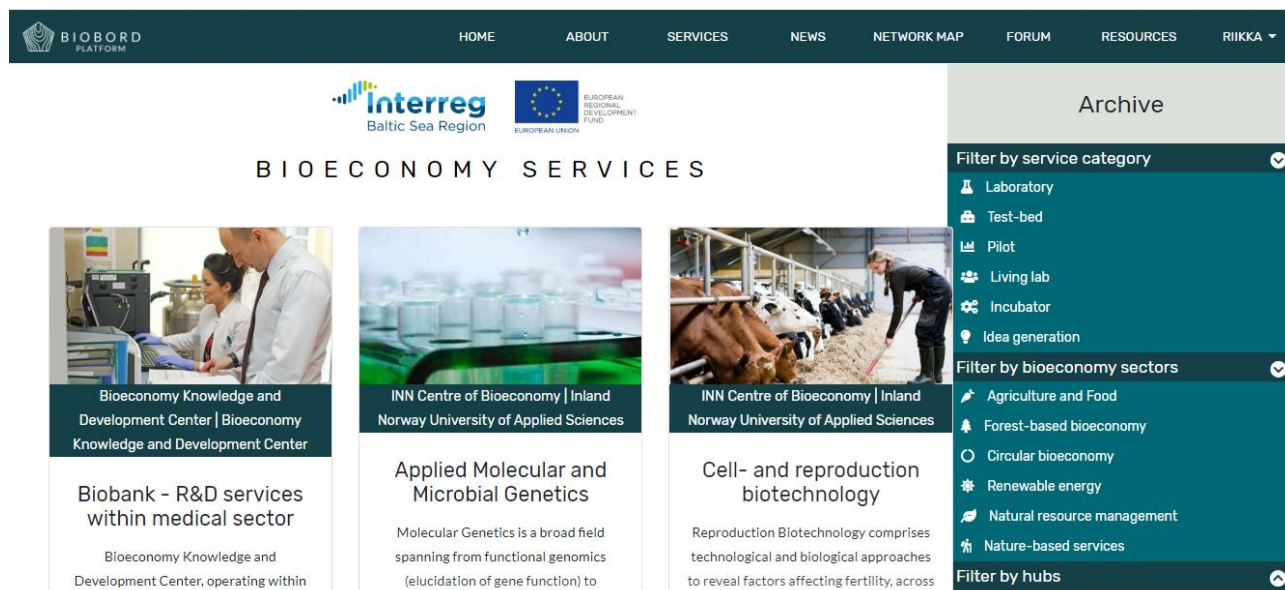 BIOBORD
PLATFORM
HOME
ABOUT
SERVICES
NEWS
NETWORK MAP
FORUM
RESOURCES
RIIKKA
Interreg
Baltic Sea Region
EUROPEAN UNION
EUROPEAN
REGIONAL
DEVELOPMENT
FUND
BIOECONOMY SERVICES
Bioeconomy Knowledge and
Development Center | Bioeconomy
Knowledge and Development Center
Biobank - R&D services
within medical sector
Bioeconomy Knowledge and
Development Center, operating within
INN Centre of Bioeconomy | Inland
Norway University of Applied Sciences
Applied Molecular and
Microbial Genetics
Molecular Genetics is a broad field
spanning from functional genomics
(elucidation of gene function) to
INN Centre of Bioeconomy | Inland
Norway University of Applied Sciences
Cell- and reproduction
biotechnology
Reproduction Biotechnology comprises
technological and biological approaches
to reveal factors affecting fertility, across
Archive
Filter by service category
Laboratory
Test-bed
Pilot
Living lab
Incubator
Idea generation
Filter by bioeconomy sectors
Agriculture and Food
Forest-based bioeconomy
Circular bioeconomy
Renewable energy
Natural resource management
Nature-based services
Filter by hubs